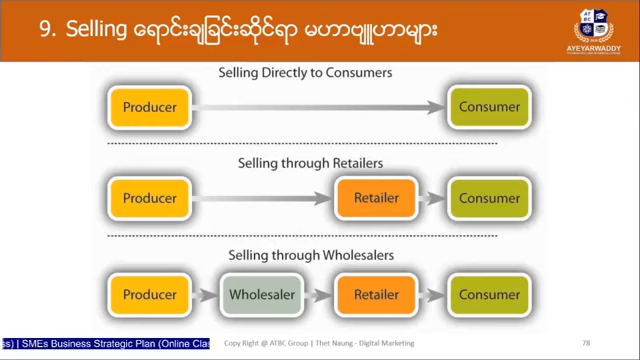 9. Selling ရောင်းချခြင်းဆိုင်ရာ မဟာဗျူဟာများ
AT
BC
AYEYARWADDY
Selling Directly to Consumers
Producer
Consumer
Selling through Retailers
Producer
Retailer
Consumer
Selling through Wholesalers
Producer
Wholesaler
Retailer
Consumer
ss) | SMEs Business Strategic Plan (Online Clas
Copy Right @ ATBC Group | Thet Naung - Digital Marketing
78